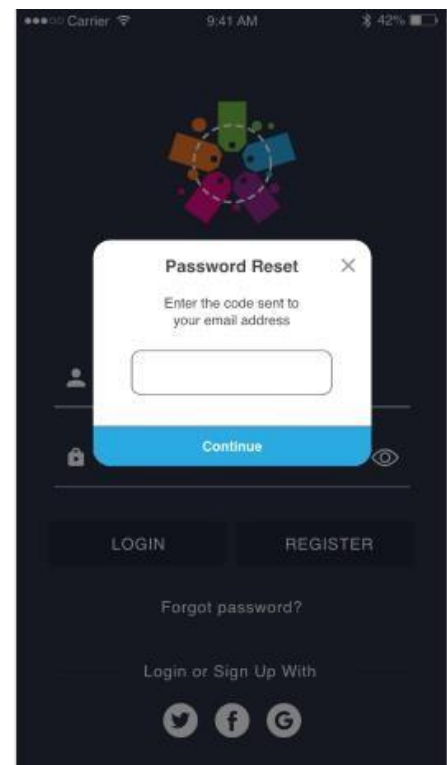 Carrier 9:41 AM 42%
Password Reset
Enter the code sent to
your email address
Continue
LOGIN REGISTER
Forgot password?
Login or Sign Up With